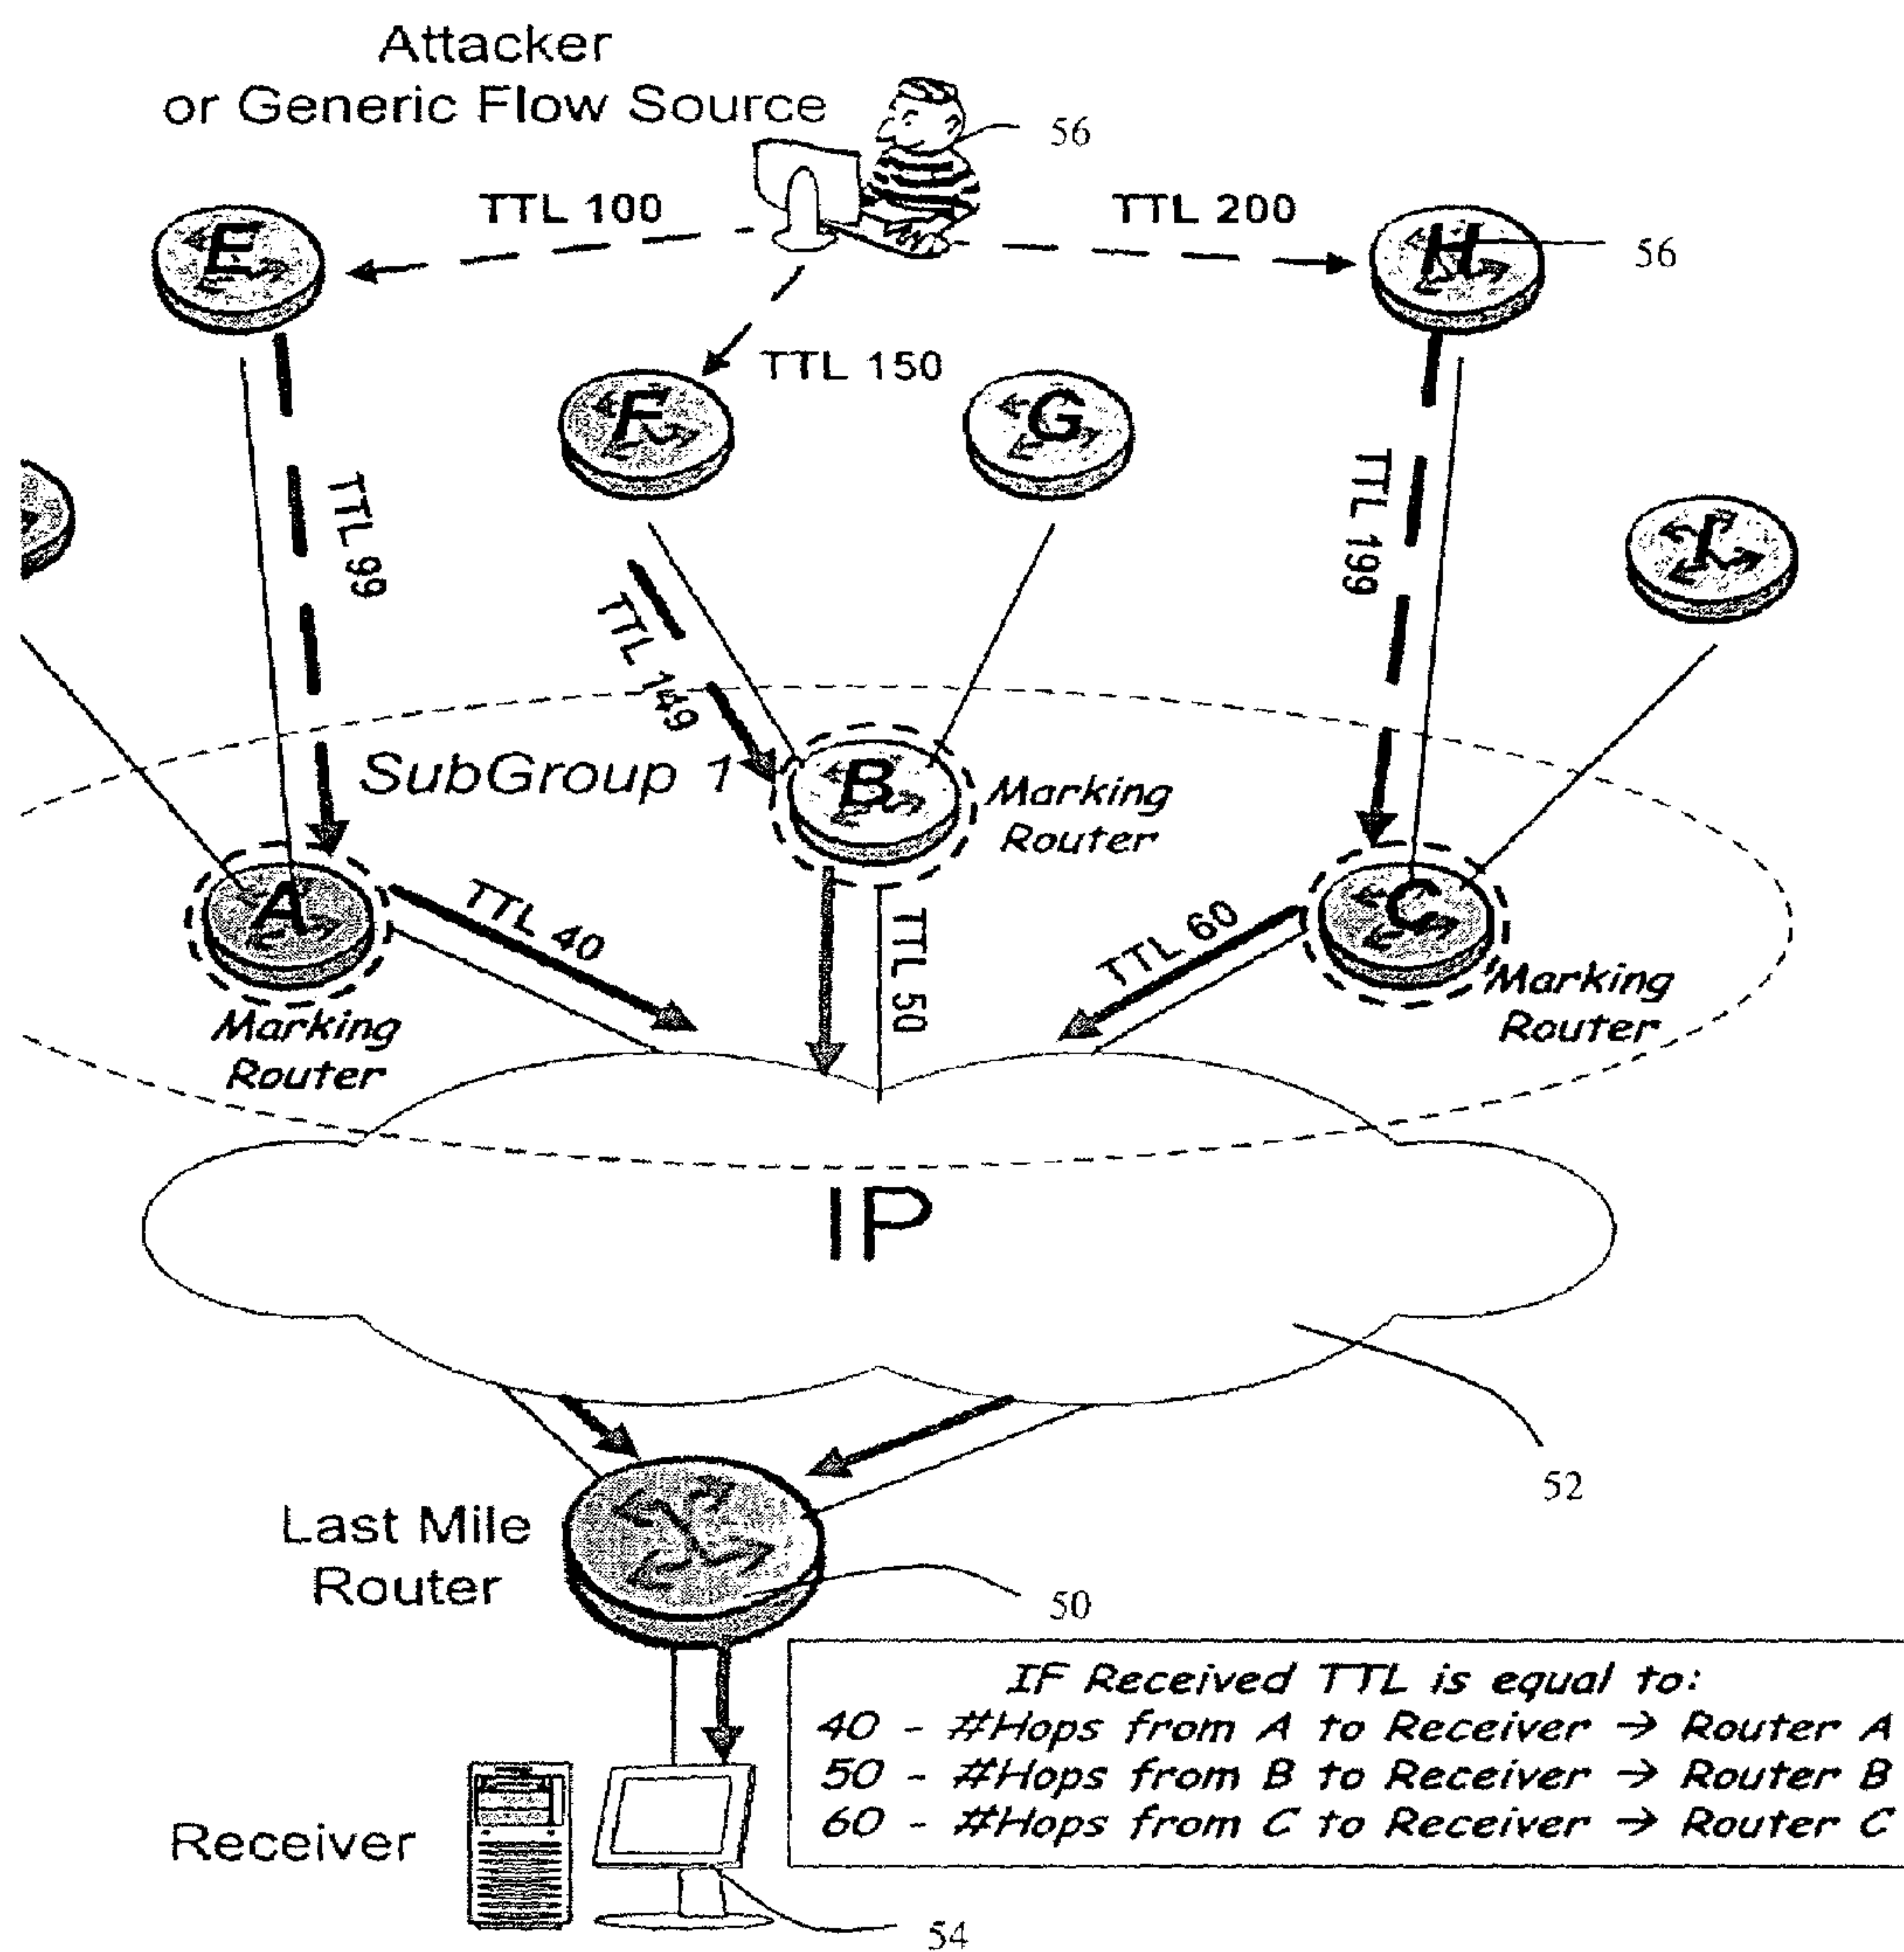 Attacker
or Generic Flow Source
56
TTL 100
TTL 200
E
H
56
TTL 150
F
G
TTL 99
TTL 199
I
TTL 149
SubGroup 1
B
Marking
Router
A
TTL 40
TTL 50
TTL 60
C
Marking
Router
Marking
Router
IP
52
Last Mile
Router
50
IF Received TTL is equal to:
40 - #Hops from A to Receiver → Router A
50 - #Hops from B to Receiver → Router B
60 - #Hops from C to Receiver → Router C
Receiver
54